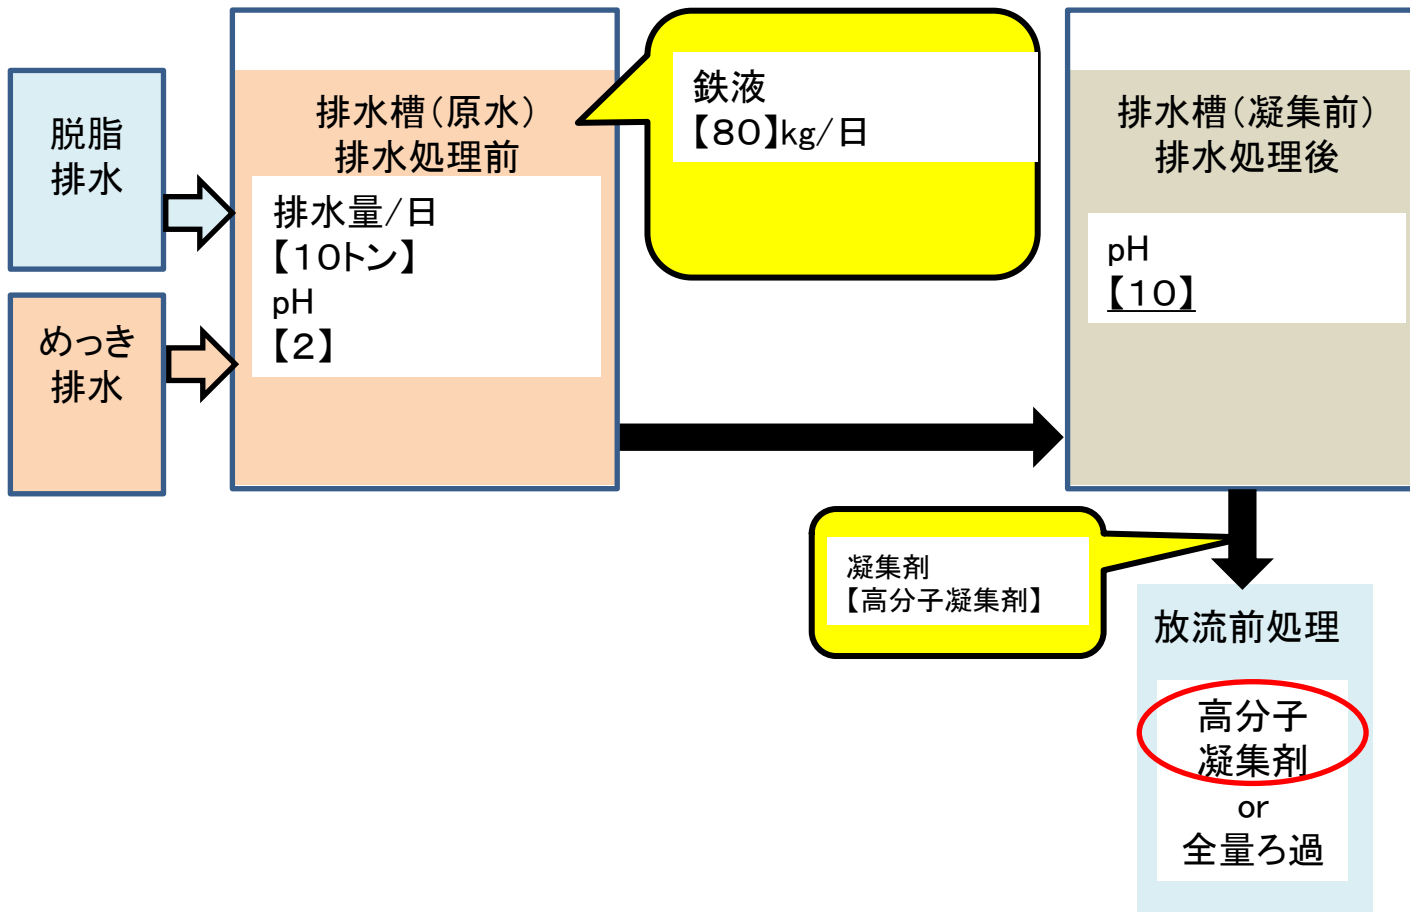 脱脂
排水
めっき
排水
排水槽(原水)
排水処理前
排水量/日
【10トン】
pH
【2】
鉄液
【80】kg/日
排水槽(凝集前)
排水処理後
pH
【10】
凝集剤
【高分子凝集剤】
放流前処理
高分子
凝集剤
or
全量ろ過